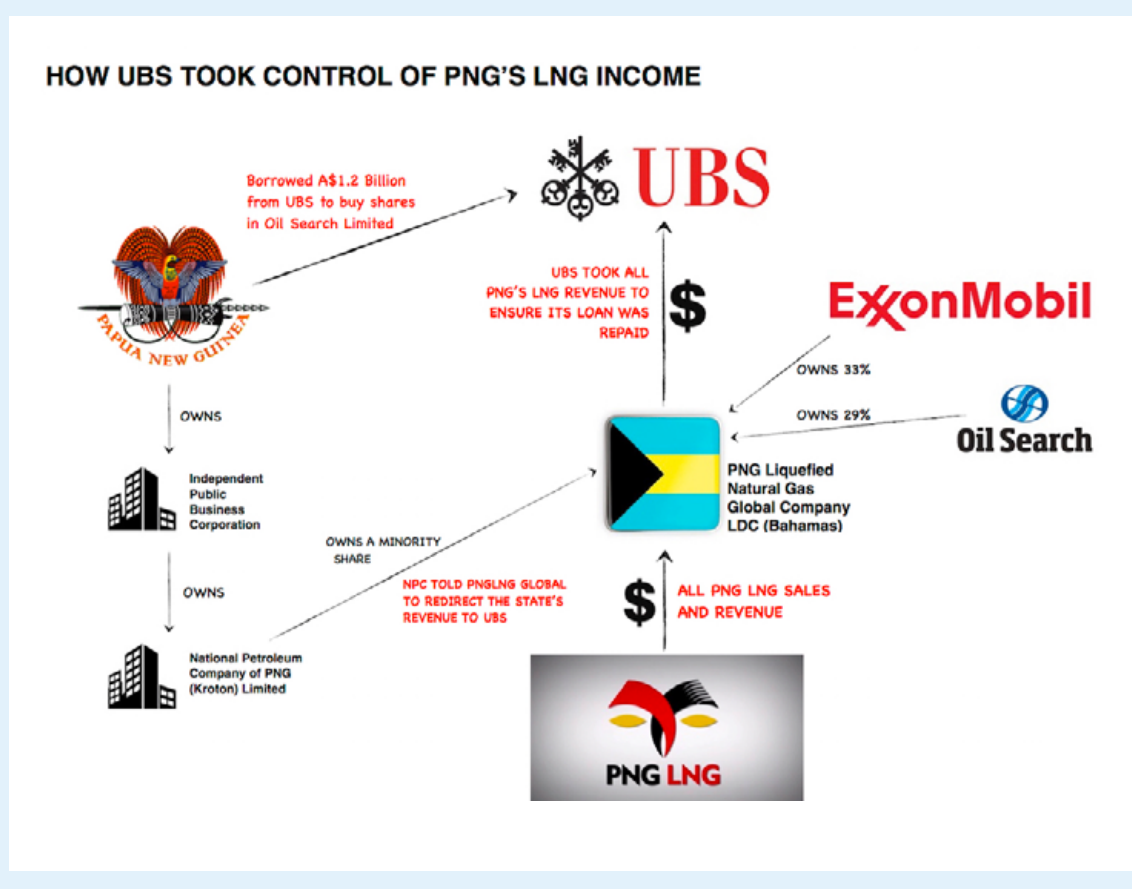 HOW UBS TOOK CONTROL OF PNG'S LNG INCOME
Borrowed A$1.2 Billion
from UBS to buy shares
in Oil Search Limited
UBS
PAPUA NEW GUINEA
UBS TOOK ALL
PNG'S LNG REVENUE TO
ENSURE ITS LOAN WAS
REPAID
$
ExxonMobil
OWNS 33%
OWNS 29%
Oil Search
OWNS
Independent
Public
Business
Corporation
PNG Liquefied
Natural Gas
Global Company
LDC (Bahamas)
OWNS A MINORITY
SHARE
OWNS
NPC TOLD PNGLNG GLOBAL
TO REDIRECT THE STATE'S
REVENUE TO UBS
$
ALL PNG LNG SALES
AND REVENUE
National Petroleum
Company of PNG
(Kroton) Limited
PNG LNG